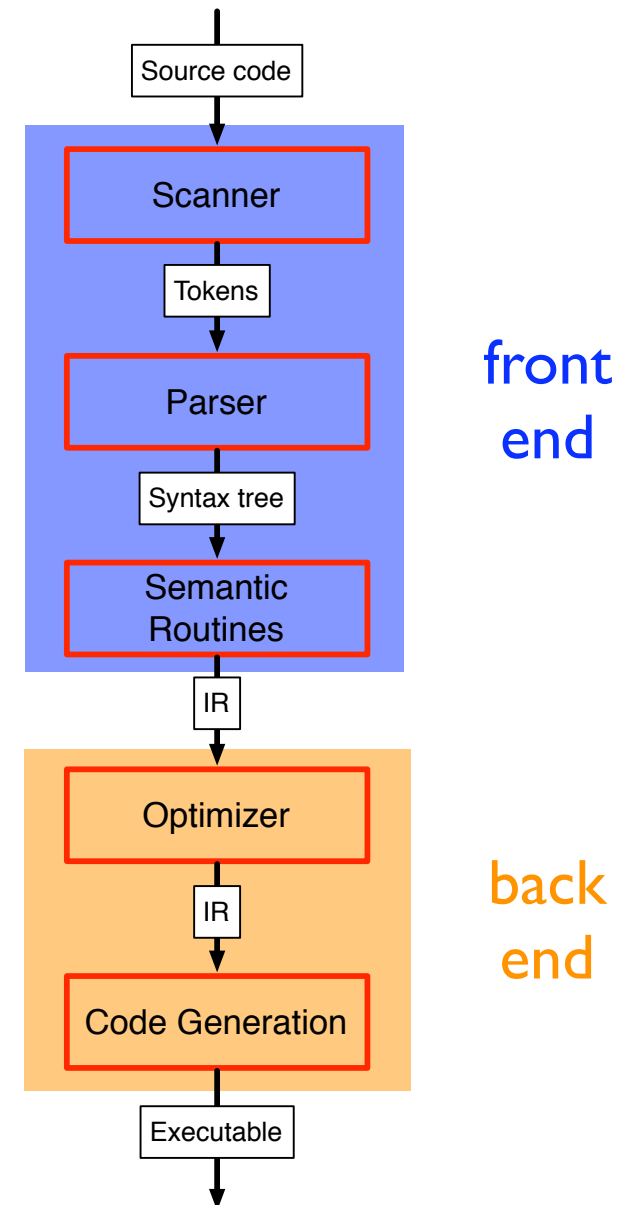 Source code
Scanner
Tokens
Parser
front
end
Syntax tree
Semantic
Routines
IR
Optimizer
IR
back
end
Code Generation
Executable